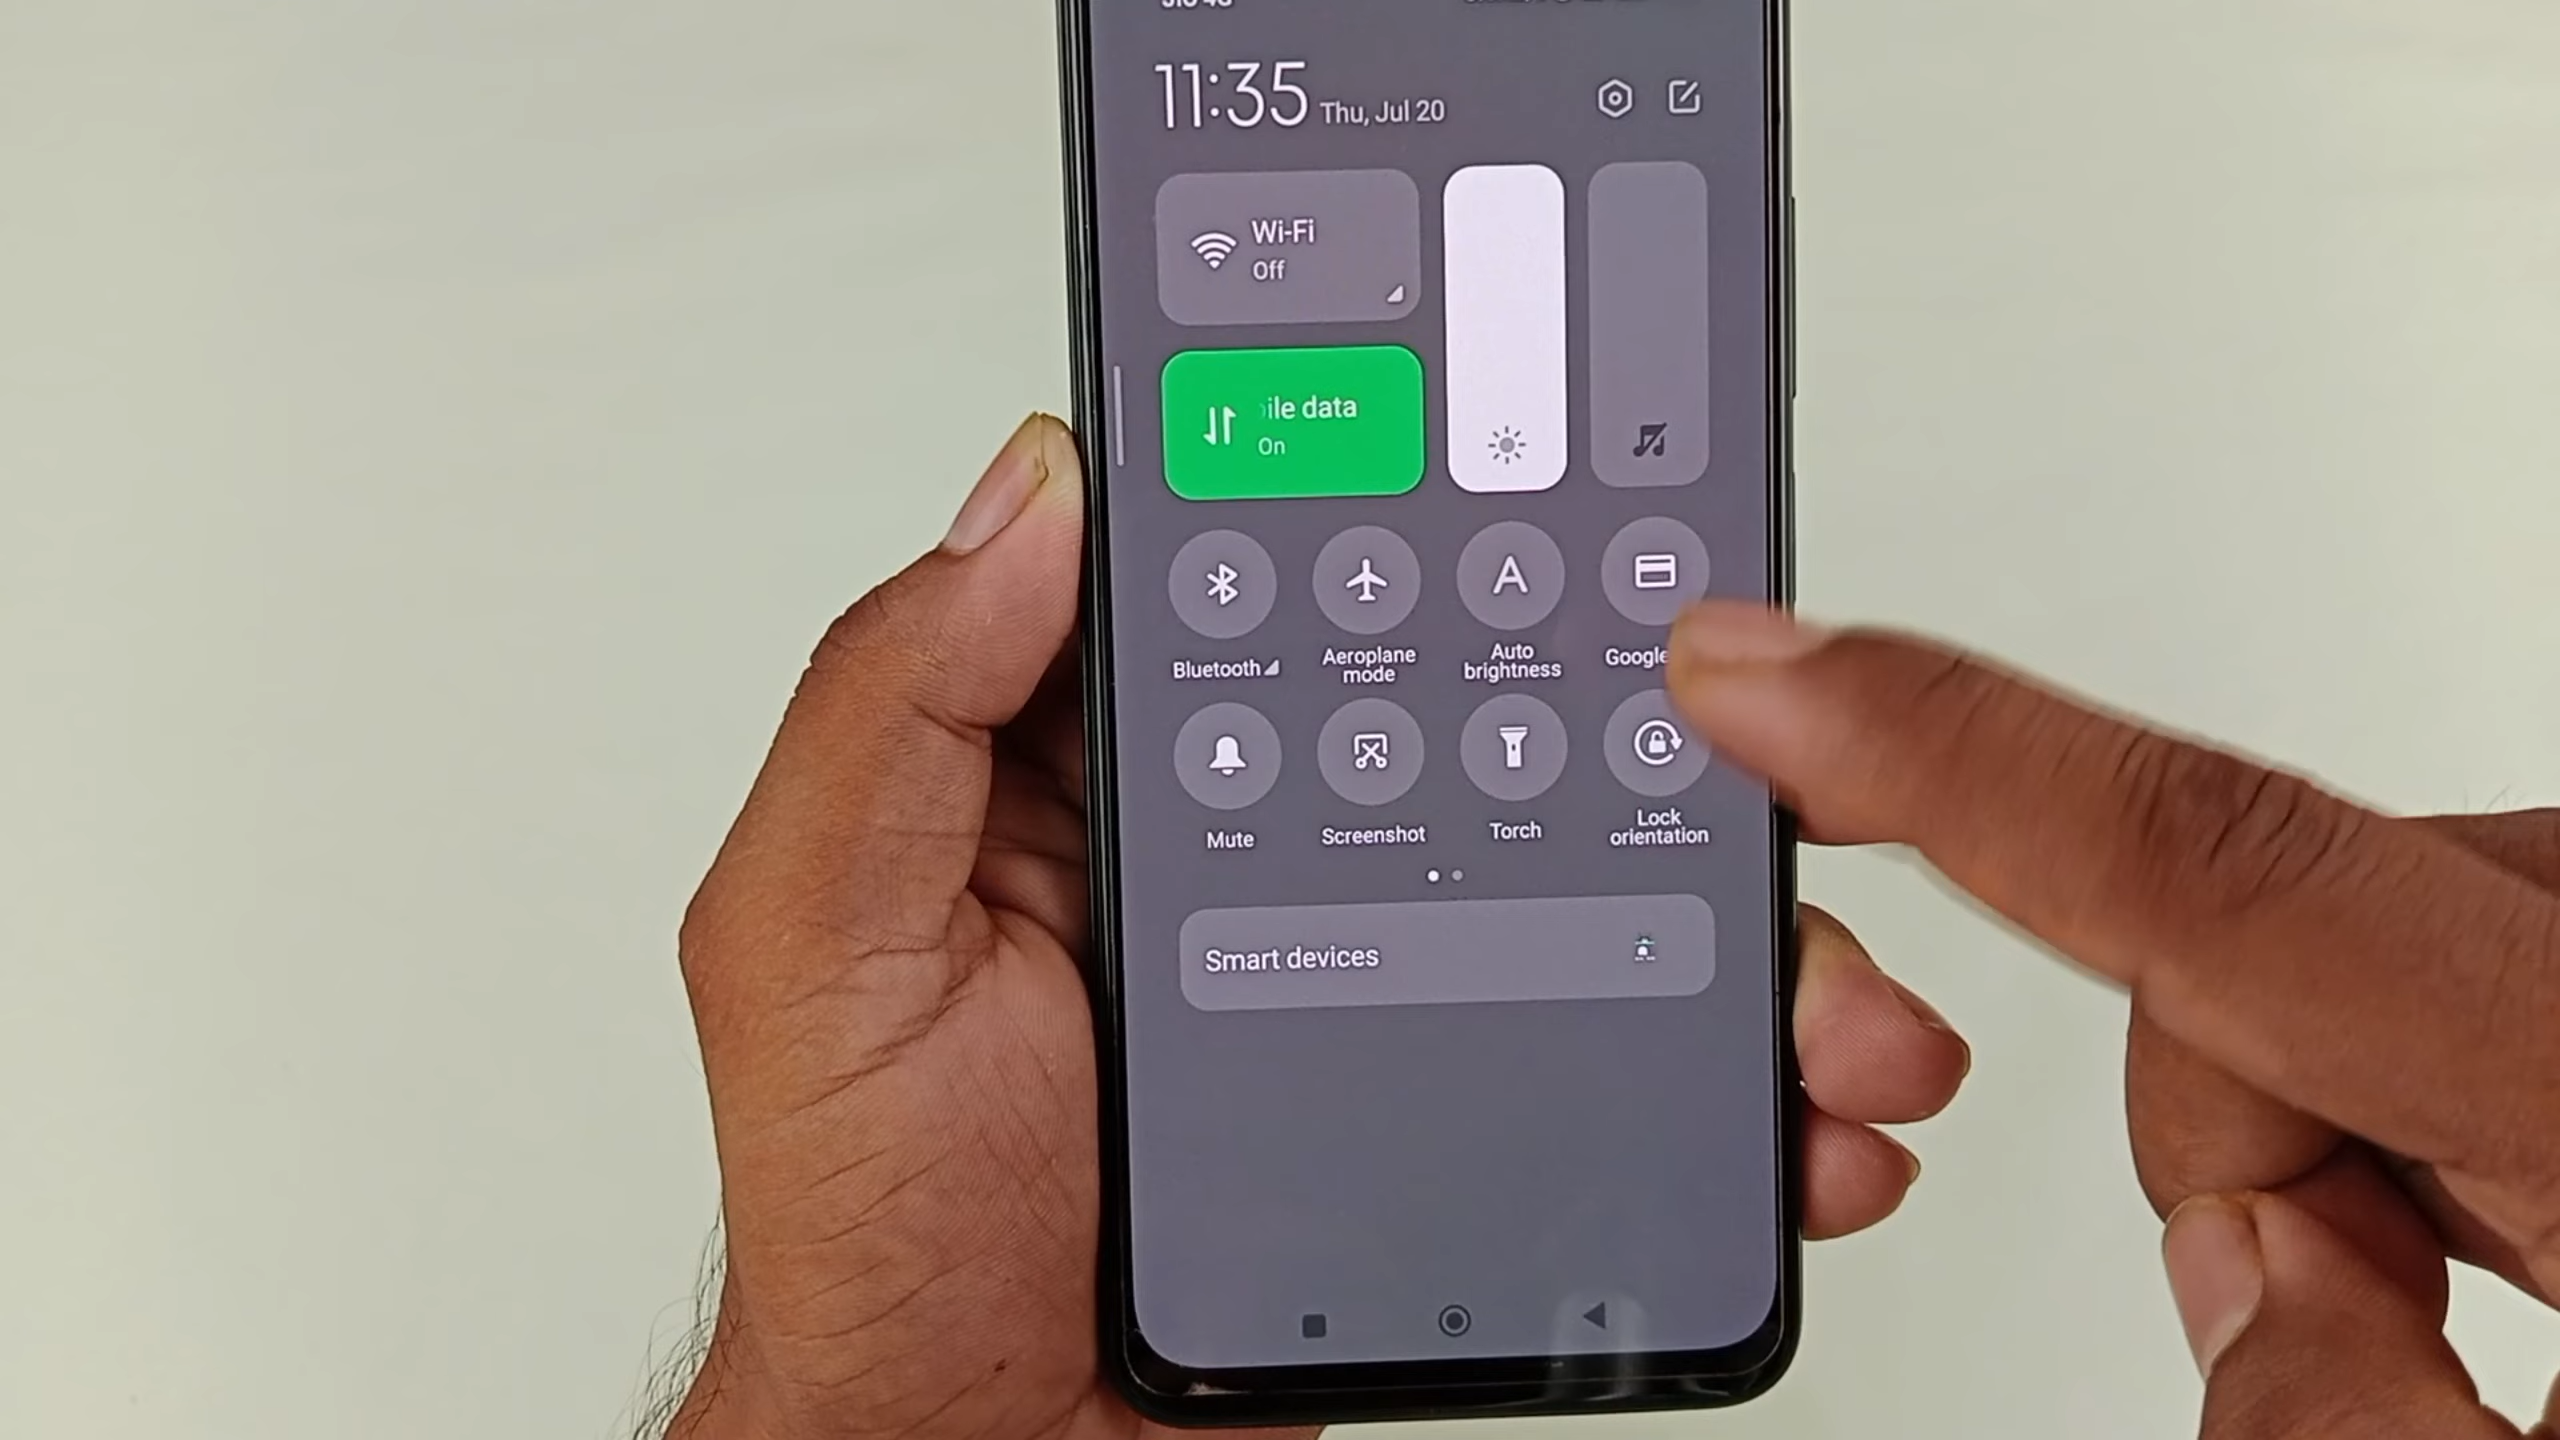 11:35 Thu, Jul 20
Wi-Fi
Off
ile data
On
Bluetooth
Aeroplane
mode
Auto
brightness
Google
Mute
Screenshot
Torch
Lock
orientation
Smart devices